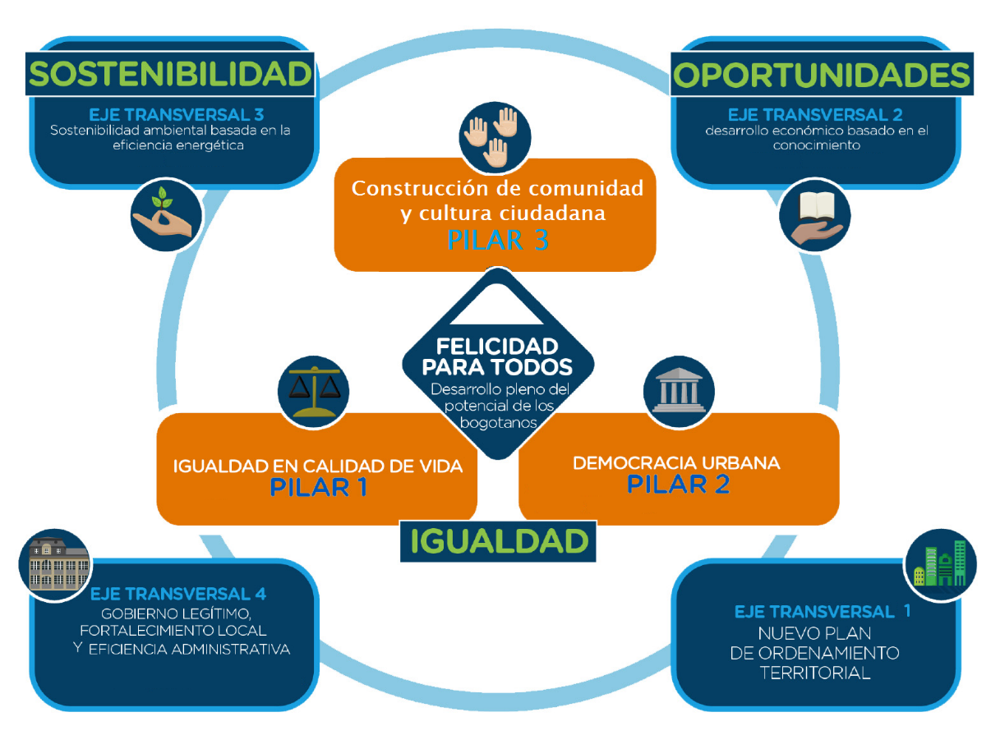 SOSTENIBILIDAD
EJE TRANSVERSAL 3
Sostenibilidad ambiental basada en la
eficiencia energética
OPORTUNIDADES
EJE TRANSVERSAL 2
desarrollo económico basado en el
conocimiento
Construcción de comunidad
y cultura ciudadana
PILAR 3
FELICIDAD
PARA TODOS
Desarrollo pleno del
potencial de los
bogotanos
IGUALDAD EN CALIDAD DE VIDA
PILAR 1
DEMOCRACIA URBANA
PILAR 2
IGUALDAD
EJE TRANSVERSAL 4
GOBIERNO LEGÍTIMO,
FORTALECIMIENTO LOCAL
Y EFICIENCIA ADMINISTRATIVA
EJE TRANSVERSAL 1
NUEVO PLAN
DE ORDENAMIENTO
TERRITORIAL